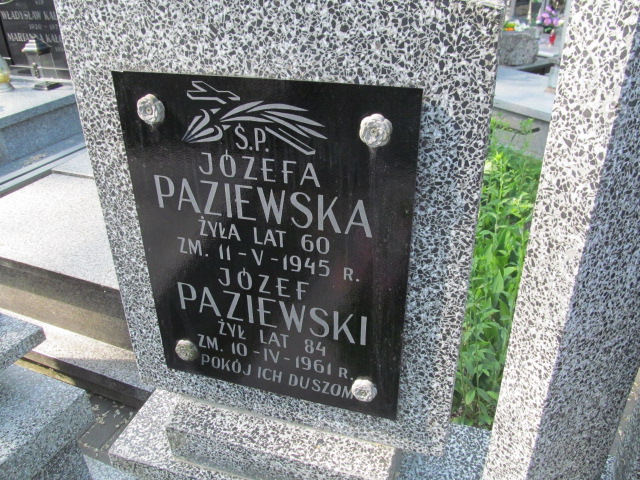 WŁADYSŁAW
Ś.P.
JÓZEFA
PAZIEWSKA
ŻYŁA LAT 60
ZM. 11-V-1945 R.
JÓZEF
PAZIEWSKI
ŻYŁ LAT 84
ZM. 10-IV-1961 R.
POKÓJ ICH DUSZOM